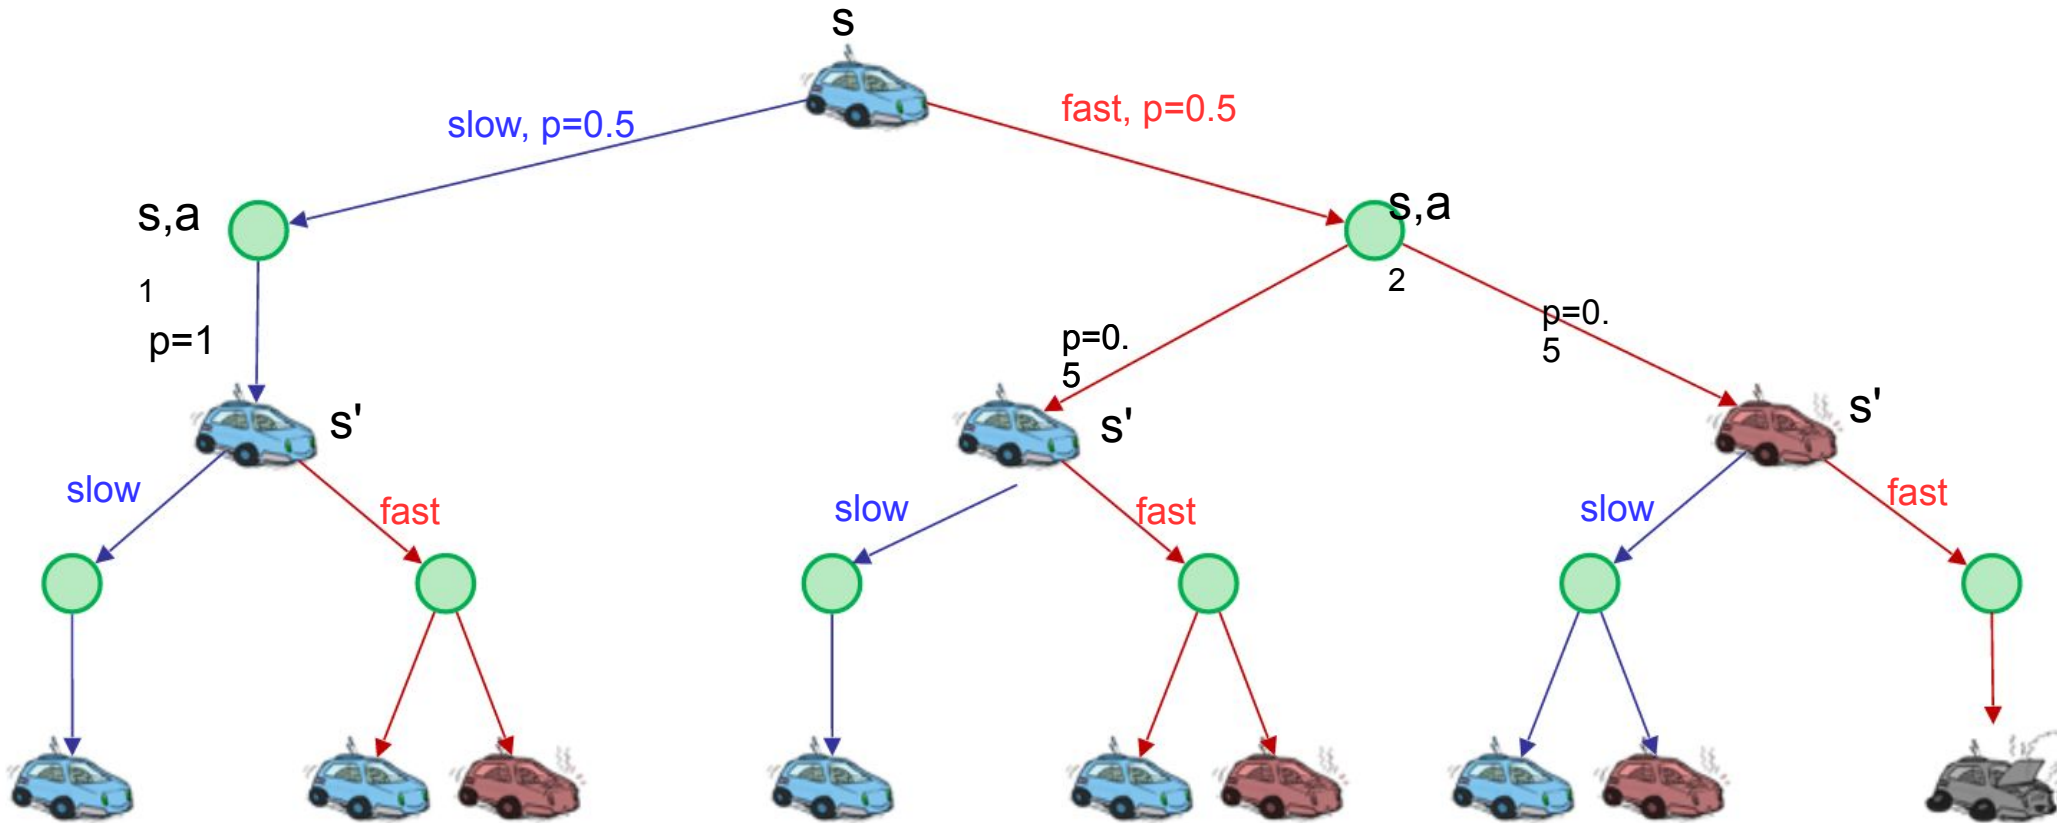 s
slow, p=0.5
fast, p=0.5
s,a
1
s,a
2
p=1
p=0.
5
p=0.
5
s'
s'
s'
slow
fast
slow
fast
slow
fast